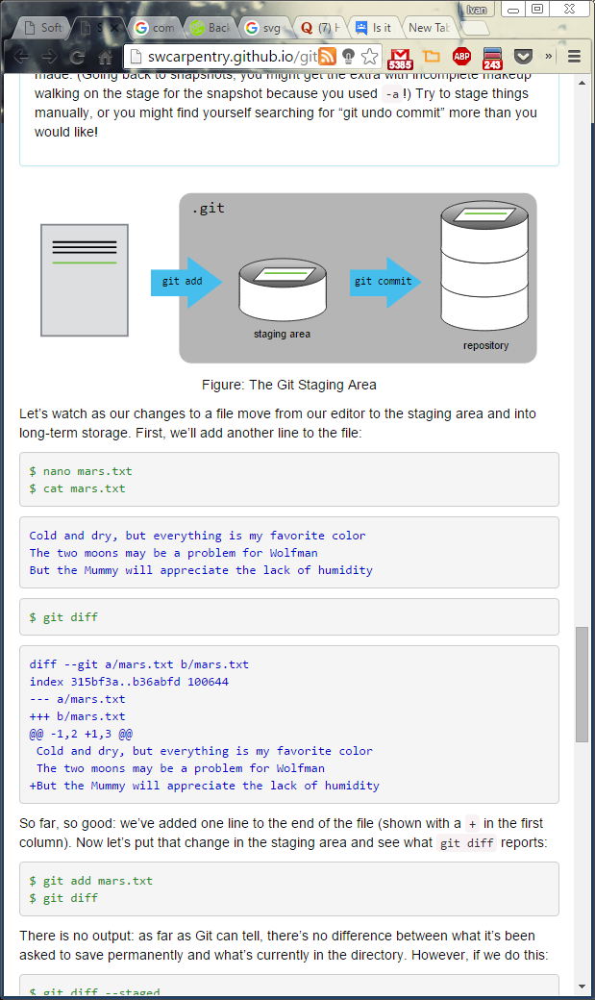 Ivan
Soft
S
com
Back
svg
(7) H
Is it
New Tab
swcarpentry.github.io/git
5385
ABP
243
»
made. (Going back to snapshots, you might get the extra with incomplete makeup
walking on the stage for the snapshot because you used -a!) Try to stage things
manually, or you might find yourself searching for “git undo commit” more than you
would like!
.git
git add
git commit
staging area
repository
Figure: The Git Staging Area
Let’s watch as our changes to a file move from our editor to the staging area and into
long-term storage. First, we’ll add another line to the file:
$ nano mars.txt
$ cat mars.txt
Cold and dry, but everything is my favorite color
The two moons may be a problem for Wolfman
But the Mummy will appreciate the lack of humidity
$ git diff
diff --git a/mars.txt b/mars.txt
index 315bf3a..b36abfd 100644
--- a/mars.txt
+++ b/mars.txt
@@ -1,2 +1,3 @@
 Cold and dry, but everything is my favorite color
 The two moons may be a problem for Wolfman
+But the Mummy will appreciate the lack of humidity
So far, so good: we’ve added one line to the end of the file (shown with a + in the first
column). Now let’s put that change in the staging area and see what git diff reports:
$ git add mars.txt
$ git diff
There is no output: as far as Git can tell, there’s no difference between what it’s been
asked to save permanently and what’s currently in the directory. However, if we do this:
$ git diff --staged